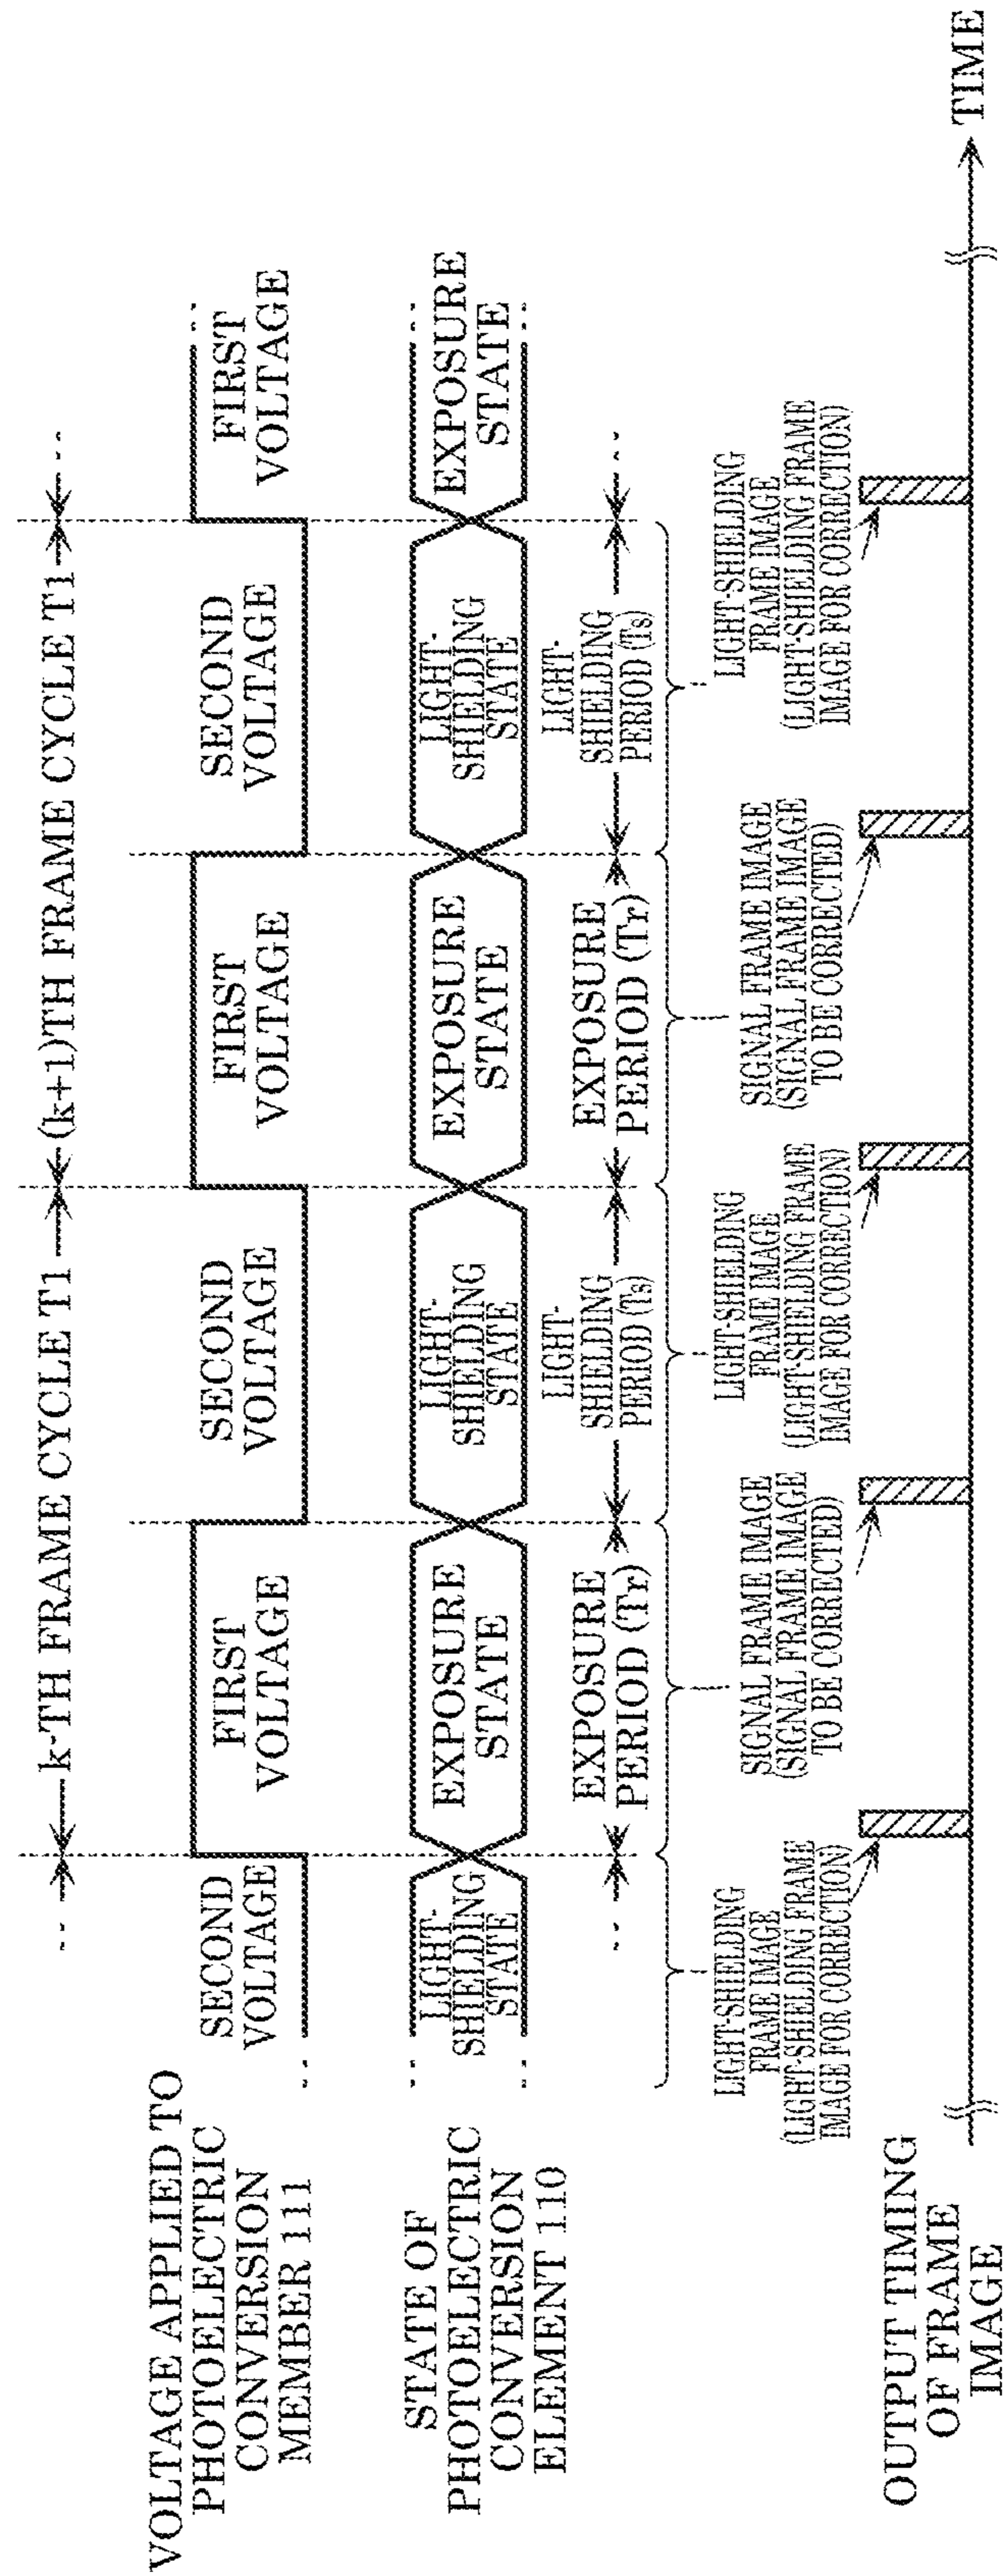 k-TH FRAME CYCLE T1
(k+1)TH FRAME CYCLE T1
VOLTAGE APPLIED TO
PHOTOELECTRIC
CONVERSION
MEMBER 111
SECOND
VOLTAGE
FIRST
VOLTAGE
SECOND
VOLTAGE
FIRST
VOLTAGE
SECOND
VOLTAGE
FIRST
VOLTAGE
STATE OF
PHOTOELECTRIC
CONVERSION
ELEMENT 110
LIGHT-
SHIELDING
STATE
EXPOSURE
STATE
LIGHT-
SHIELDING
STATE
EXPOSURE
STATE
LIGHT-
SHIELDING
STATE
EXPOSURE
STATE
EXPOSURE
PERIOD (Tr)
LIGHT-
SHIELDING
PERIOD (Ts)
EXPOSURE
PERIOD (Tr)
LIGHT-
SHIELDING
PERIOD (Ts)
LIGHT-SHIELDING
FRAME IMAGE
(LIGHT-SHIELDING FRAME
IMAGE FOR CORRECTION)
SIGNAL FRAME IMAGE
(SIGNAL FRAME IMAGE
TO BE CORRECTED)
LIGHT-SHIELDING
FRAME IMAGE
(LIGHT-SHIELDING FRAME
IMAGE FOR CORRECTION)
SIGNAL FRAME IMAGE
(SIGNAL FRAME IMAGE
TO BE CORRECTED)
LIGHT-SHIELDING
FRAME IMAGE
(LIGHT-SHIELDING FRAME
IMAGE FOR CORRECTION)
OUTPUT TIMING
OF FRAME
IMAGE
TIME